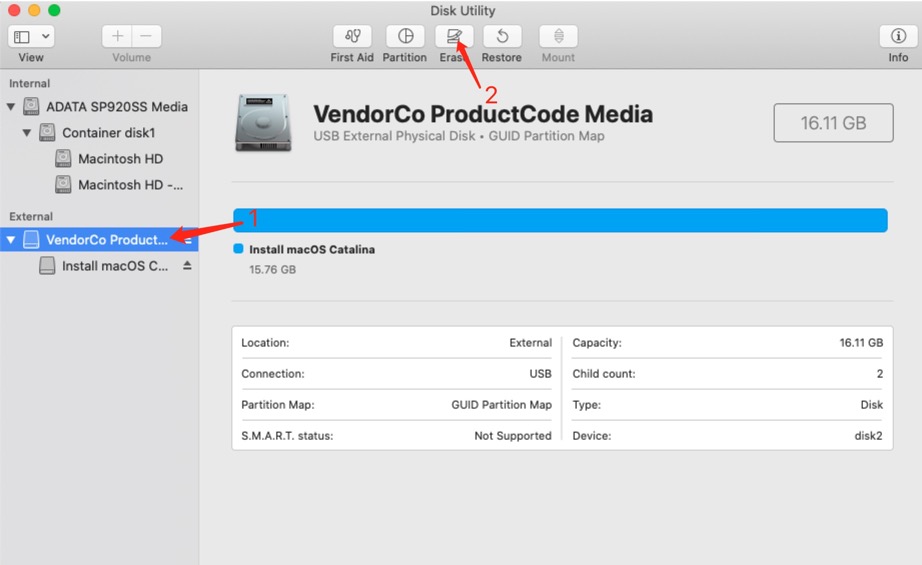 Disk Utility
View
Volume
First Aid
Partition
Erase
Restore
Mount
Info
2
Internal
ADATA SP920SS Media
Container disk1
Macintosh HD
Macintosh HD -...
External
VendorCo Product...
Install macOS C...
VendorCo ProductCode Media
USB External Physical Disk • GUID Partition Map
16.11 GB
1
Install macOS Catalina
15.76 GB
Location: External
Capacity: 16.11 GB
Connection: USB
Child count: 2
Partition Map: GUID Partition Map
Type: Disk
S.M.A.R.T. status: Not Supported
Device: disk2